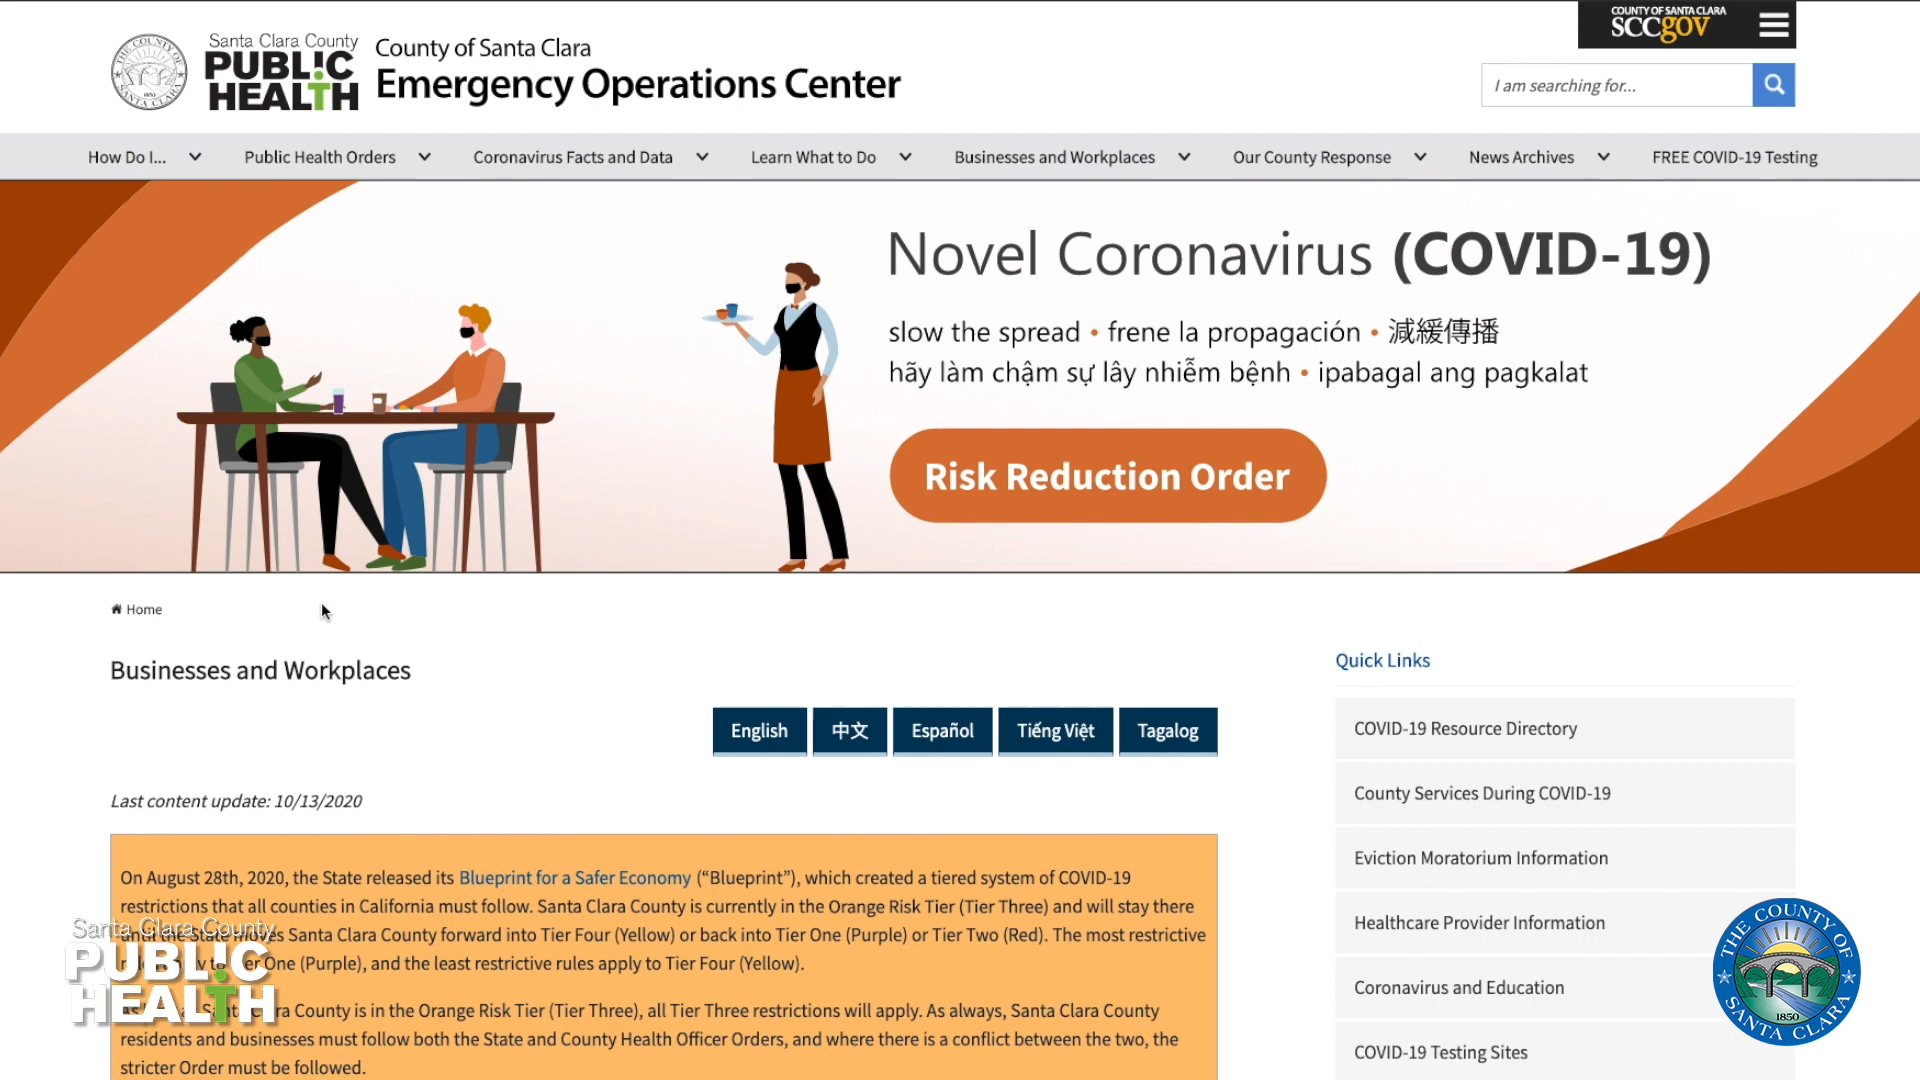 COUNTY OF SANTA CLARA
SCCgov
THE COUNTY OF SANTA CLARA
1850
Santa Clara County
PUBLIC
HEALTH
County of Santa Clara
Emergency Operations Center
I am searching for...
How Do I... Public Health Orders Coronavirus Facts and Data Learn What to Do Businesses and Workplaces Our County Response News Archives FREE COVID-19 Testing
Novel Coronavirus (COVID-19)
slow the spread • frene la propagación • 減緩傳播
hãy làm chậm sự lây nhiễm bệnh • ipabagal ang pagkalat
Risk Reduction Order
Home
Businesses and Workplaces
English 中文 Español Tiếng Việt Tagalog
Last content update: 10/13/2020
On August 28th, 2020, the State released its Blueprint for a Safer Economy (“Blueprint”), which created a tiered system of COVID-19
restrictions that all counties in California must follow. Santa Clara County is currently in the Orange Risk Tier (Tier Three) and will stay there
Santa Clara County forward into Tier Four (Yellow) or back into Tier One (Purple) or Tier Two (Red). The most restrictive
One (Purple), and the least restrictive rules apply to Tier Four (Yellow).
County is in the Orange Risk Tier (Tier Three), all Tier Three restrictions will apply. As always, Santa Clara County
residents and businesses must follow both the State and County Health Officer Orders, and where there is a conflict between the two, the
stricter Order must be followed.
Santa Clara County
PUBLIC
HEALTH
Quick Links
COVID-19 Resource Directory
County Services During COVID-19
Eviction Moratorium Information
Healthcare Provider Information
Coronavirus and Education
COVID-19 Testing Sites
THE COUNTY OF SANTA CLARA
1850